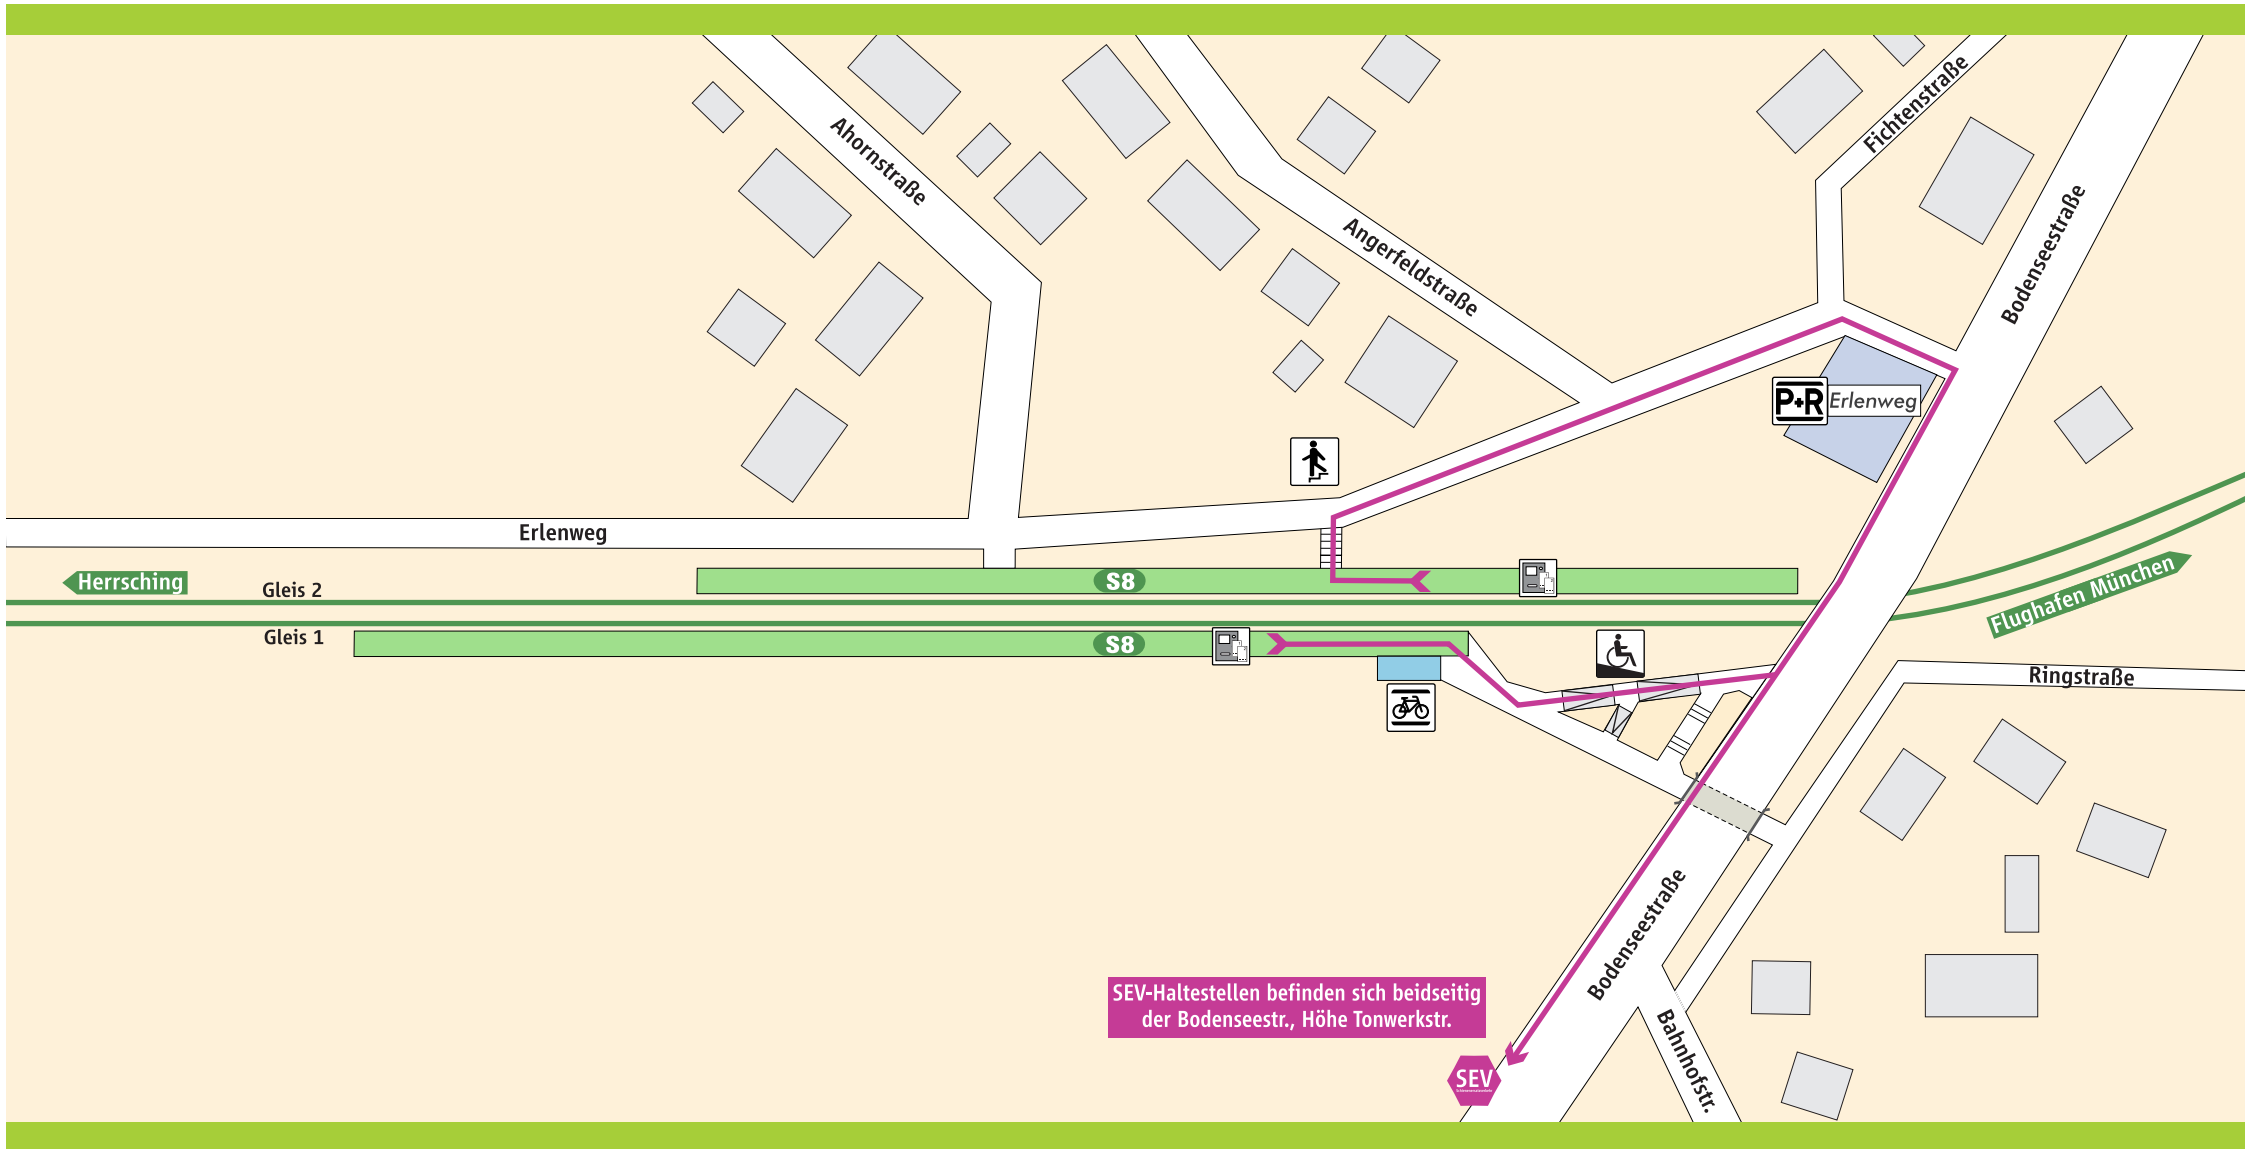 Ahornstraße
Angerfeldstraße
Fichtenstraße
Bodenseestraße
P+R
Erlenweg
Erlenweg
Herrsching
Gleis 2
S8
Flughafen München
Gleis 1
S8
Ringstraße
Bodenseestraße
SEV-Haltestellen befinden sich beidseitig
der Bodenseestr., Höhe Tonwerkstr.
Bahnhofstr.
SEV